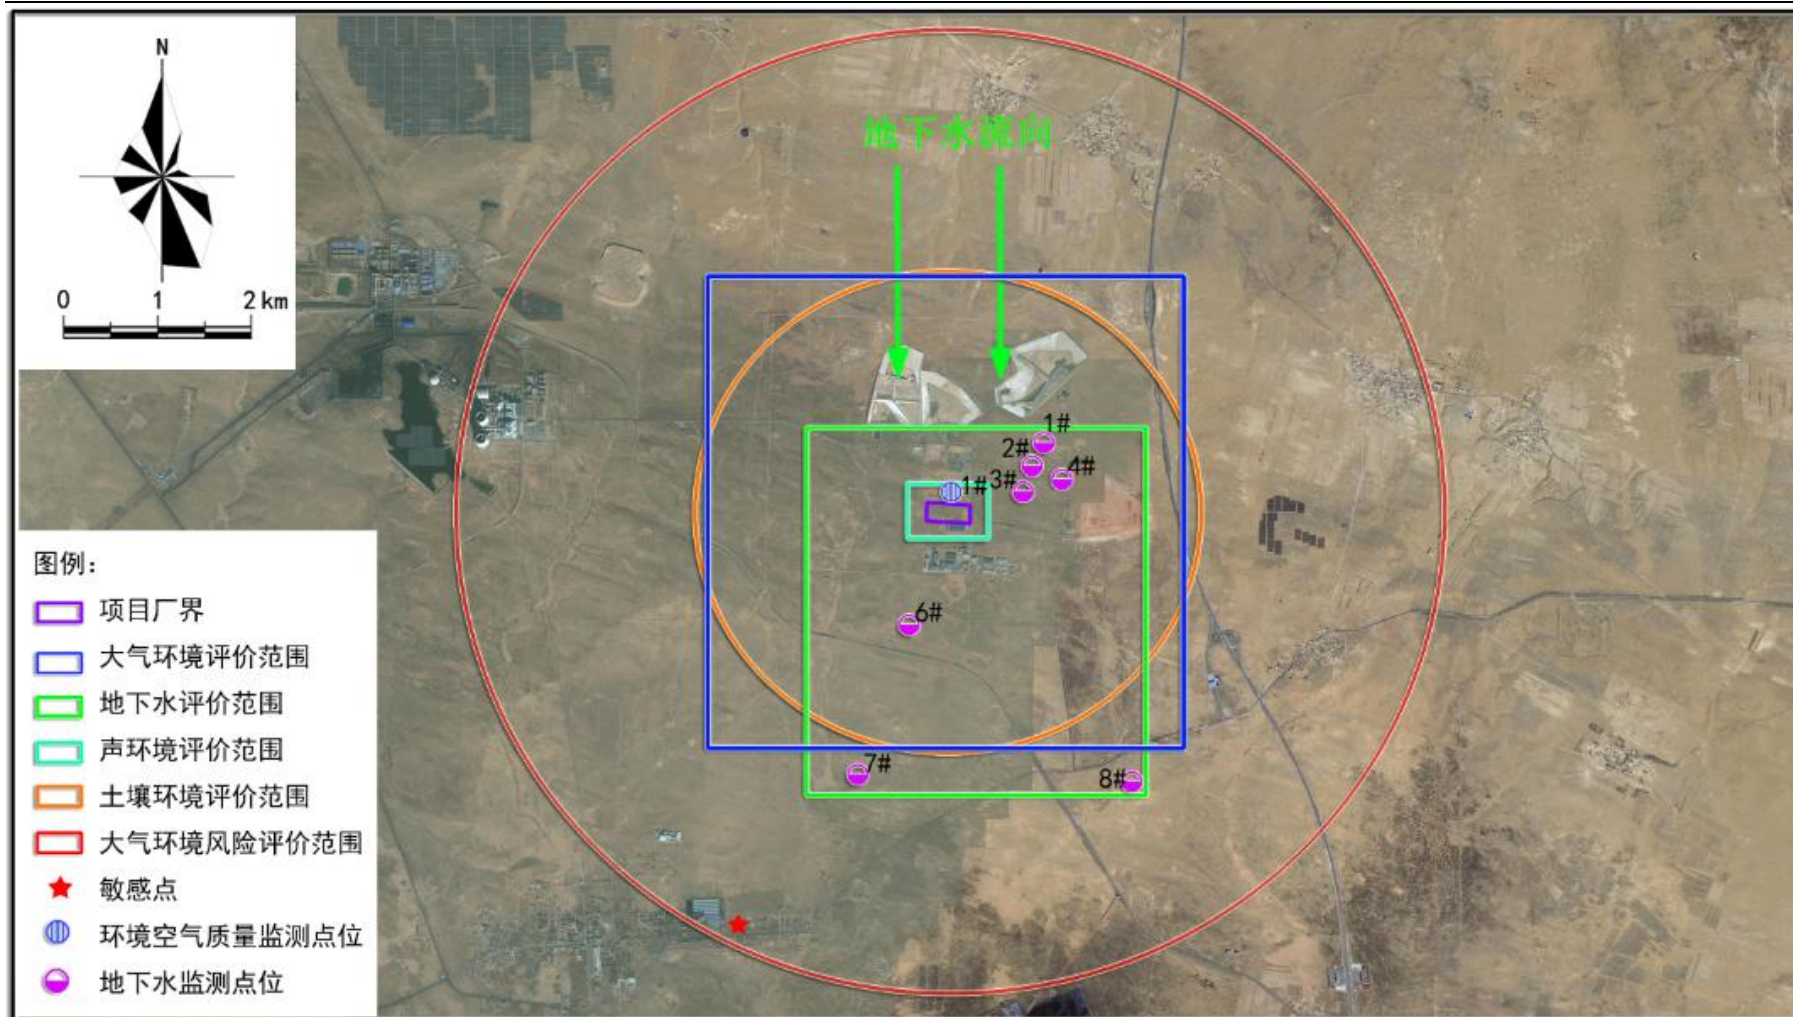 N
0 1 2 km
地下水流向
1#
2#
4#
3#
1#
6#
7#
8#
图例：
项目厂界
大气环境评价范围
地下水评价范围
声环境评价范围
土壤环境评价范围
大气环境风险评价范围
敏感点
环境空气质量监测点位
地下水监测点位